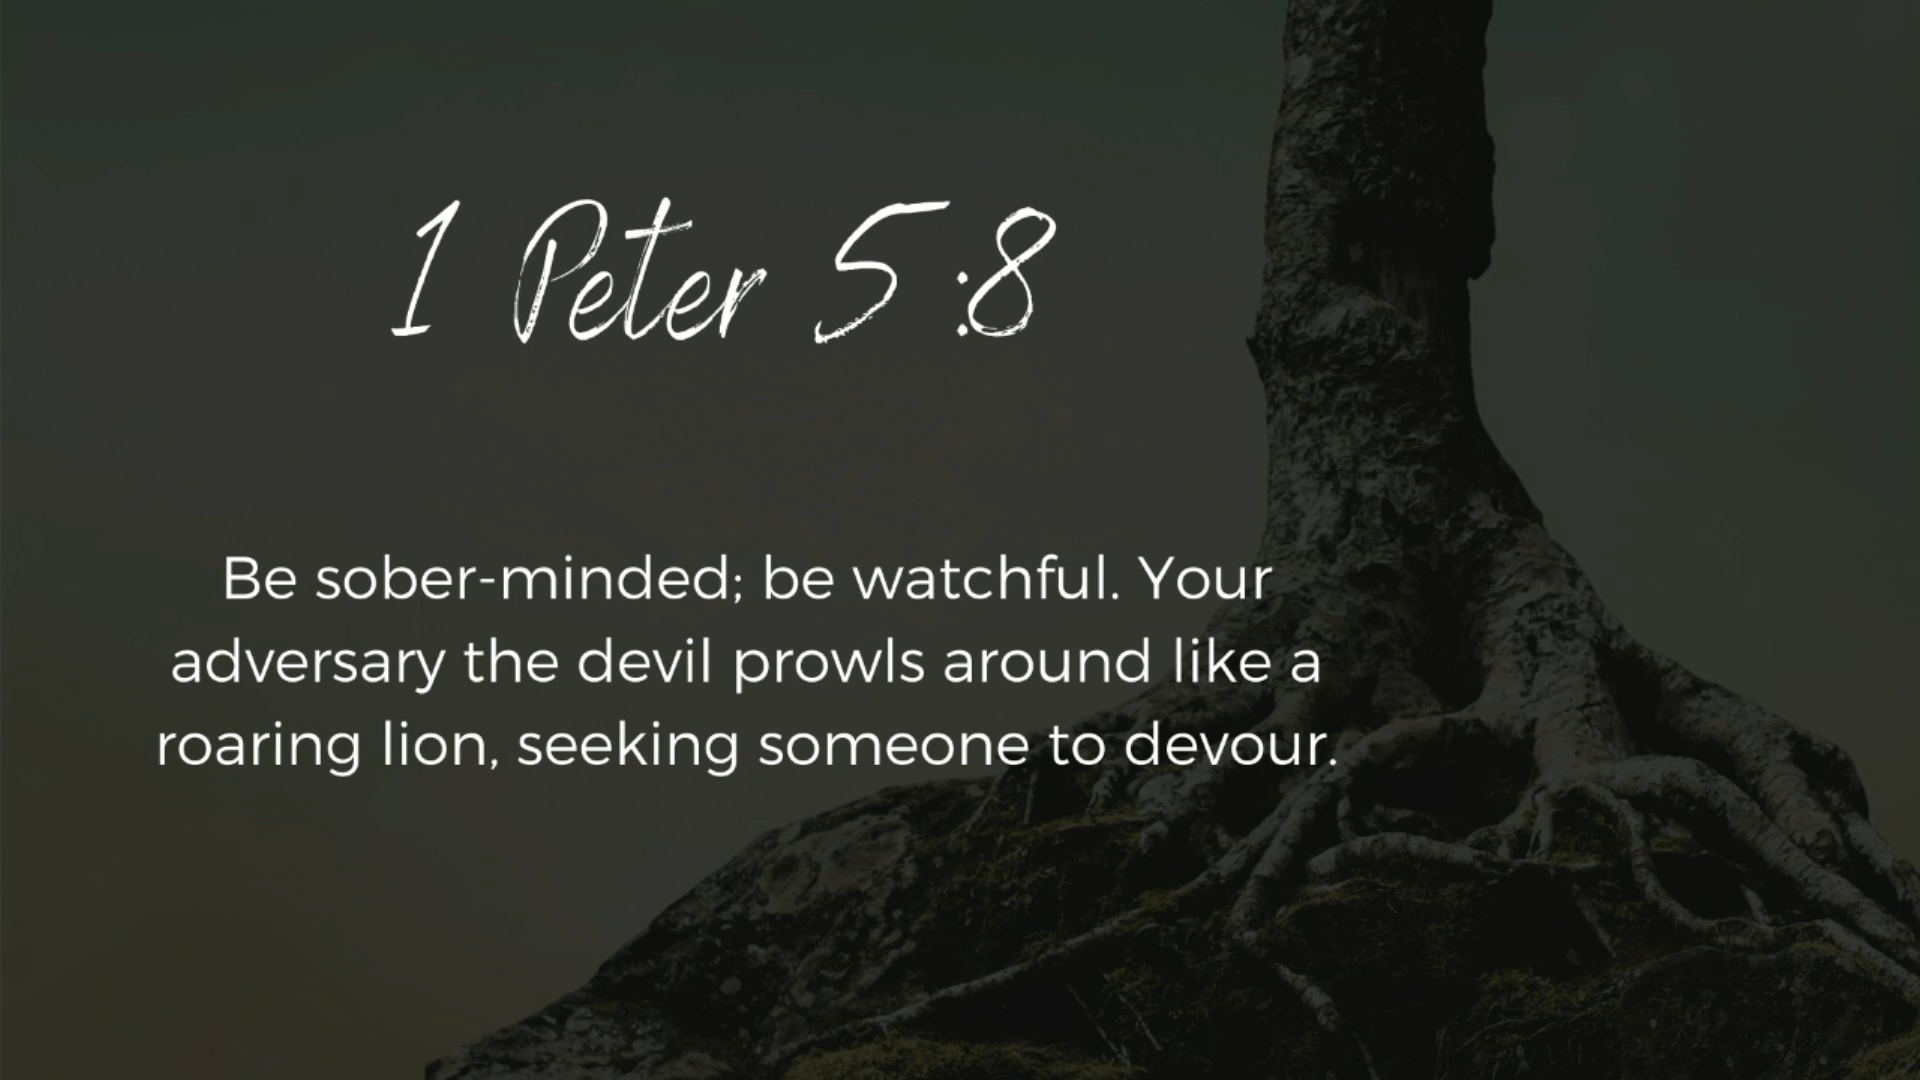 1 Peter 5:8
Be sober-minded; be watchful. Your
adversary the devil prowls around like a
roaring lion, seeking someone to devour.